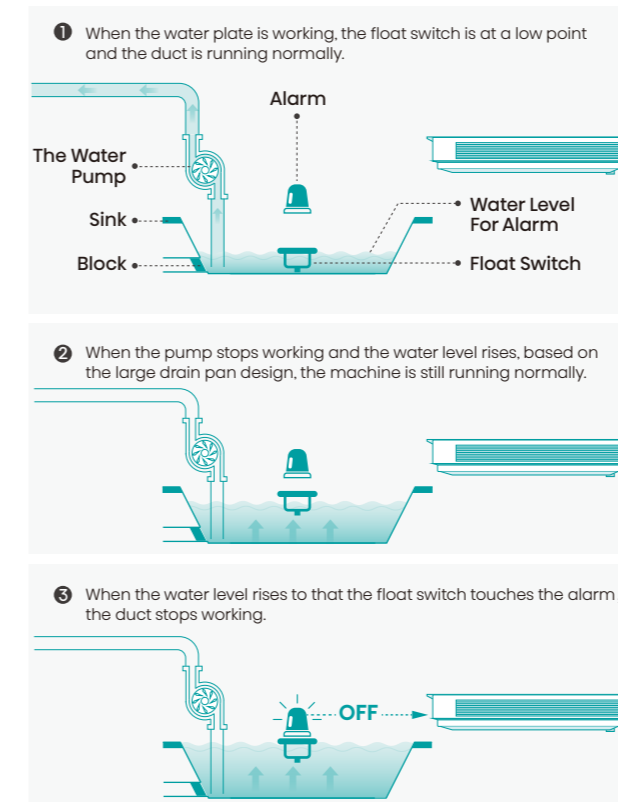 ❶ When the water plate is working, the float switch is at a low point
and the duct is running normally.
Alarm
The Water
Pump
Sink
Block
Water Level
For Alarm
Float Switch
❷ When the pump stops working and the water level rises, based on
the large drain pan design, the machine is still running normally.
❸ When the water level rises to that the float switch touches the alarm
the duct stops working.
OFF